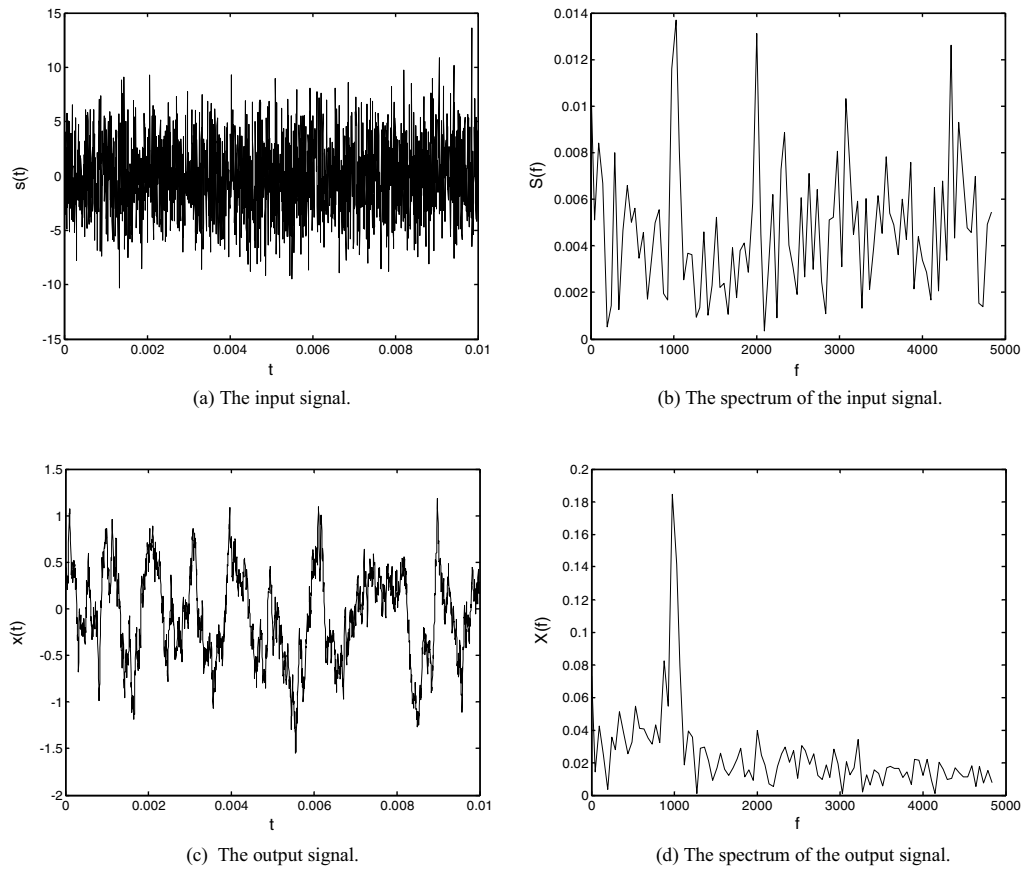 15
10
5
0
-5
-10
-15
0 0.002 0.004 0.006 0.008 0.01
s(t)
t
(a) The input signal.
0.014
0.012
0.01
0.008
0.006
0.004
0.002
0
0 1000 2000 3000 4000 5000
S(f)
f
(b) The spectrum of the input signal.
1.5
1
0.5
0
-0.5
-1
-1.5
-2
0 0.002 0.004 0.006 0.008 0.01
x(t)
t
(c) The output signal.
0.2
0.18
0.16
0.14
0.12
0.1
0.08
0.06
0.04
0.02
0
0 1000 2000 3000 4000 5000
X(f)
f
(d) The spectrum of the output signal.